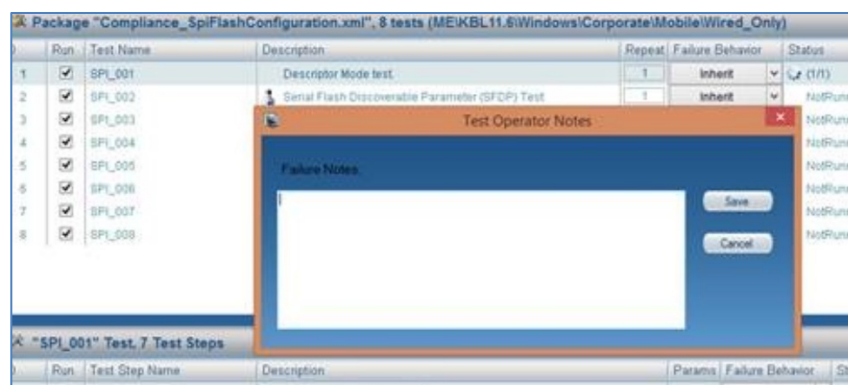 Package "Compliance_SpiFlashConfiguration.xml", 8 tests (ME\KBL11.6\Windows\Corporate\Mobile\Wired_Only)
Run Test Name Description Repeat Failure Behavior Status
1 SPI_001 Descriptor Mode test. 1 Inherit (1/1)
2 SPI_002 Serial Flash Discoverable Parameter (SFDP) Test 1 Inherit NotRun
3 SPI_003 NotRun
4 SPI_004 NotRun
5 SPI_005 NotRun
6 SPI_006 NotRun
7 SPI_007 NotRun
8 SPI_008 NotRun
Test Operator Notes
Failure Notes:
Save
Cancel
"SPI_001" Test, 7 Test Steps
Run Test Step Name Description Params Failure Behavior St